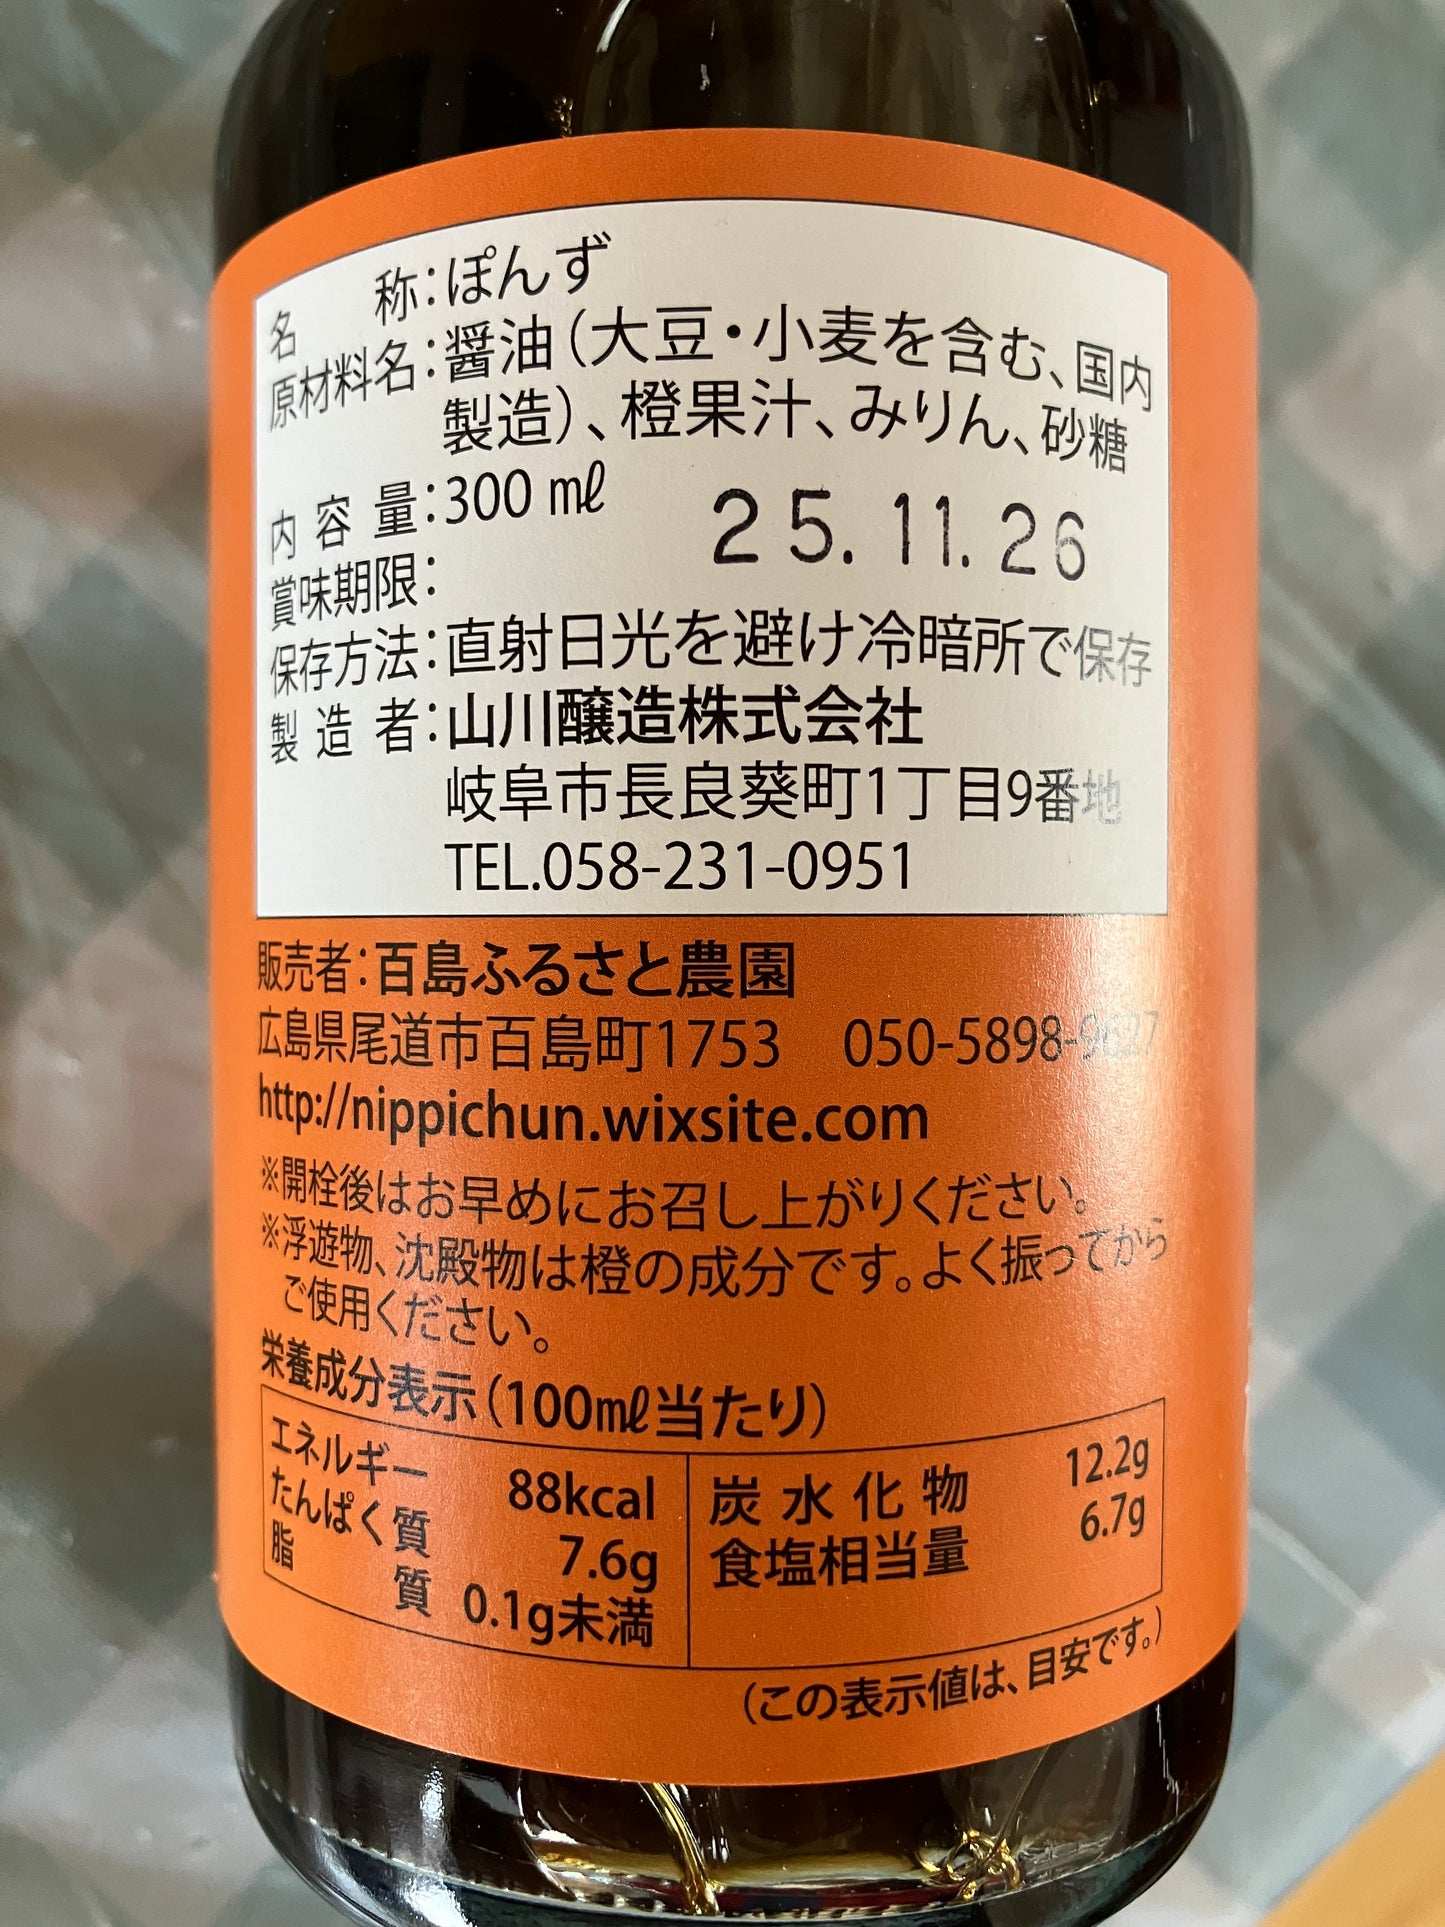 名称：ぽんず
原材料名：醤油（大豆・小麦を含む、国内
製造）、橙果汁、みりん、砂糖
内容量：300㎖
賞味期限：25.11.26
保存方法：直射日光を避け冷暗所で保存
製造者：山川醸造株式会社
岐阜市長良葵町1丁目9番地
TEL.058-231-0951
販売者：百島ふるさと農園
広島県尾道市百島町1753　050-5898-9627
http://nippichun.wixsite.com
※開栓後はお早めにお召し上がりください。
※浮遊物、沈殿物は橙の成分です。よく振ってから
ご使用ください。
栄養成分表示（100㎖当たり）
エネルギー 88kcal
たんぱく質 7.6g
脂質 0.1g未満
炭水化物 12.2g
食塩相当量 6.7g
（この表示値は、目安です。）